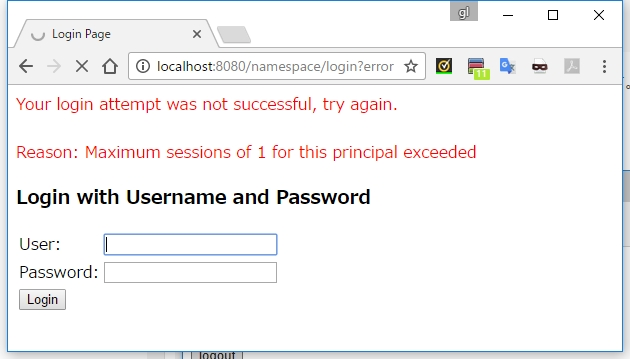 gl
Login Page
localhost:8080/namespace/login?error
11
Your login attempt was not successful, try again.
Reason: Maximum sessions of 1 for this principal exceeded
Login with Username and Password
User:
Password:
Login
logout